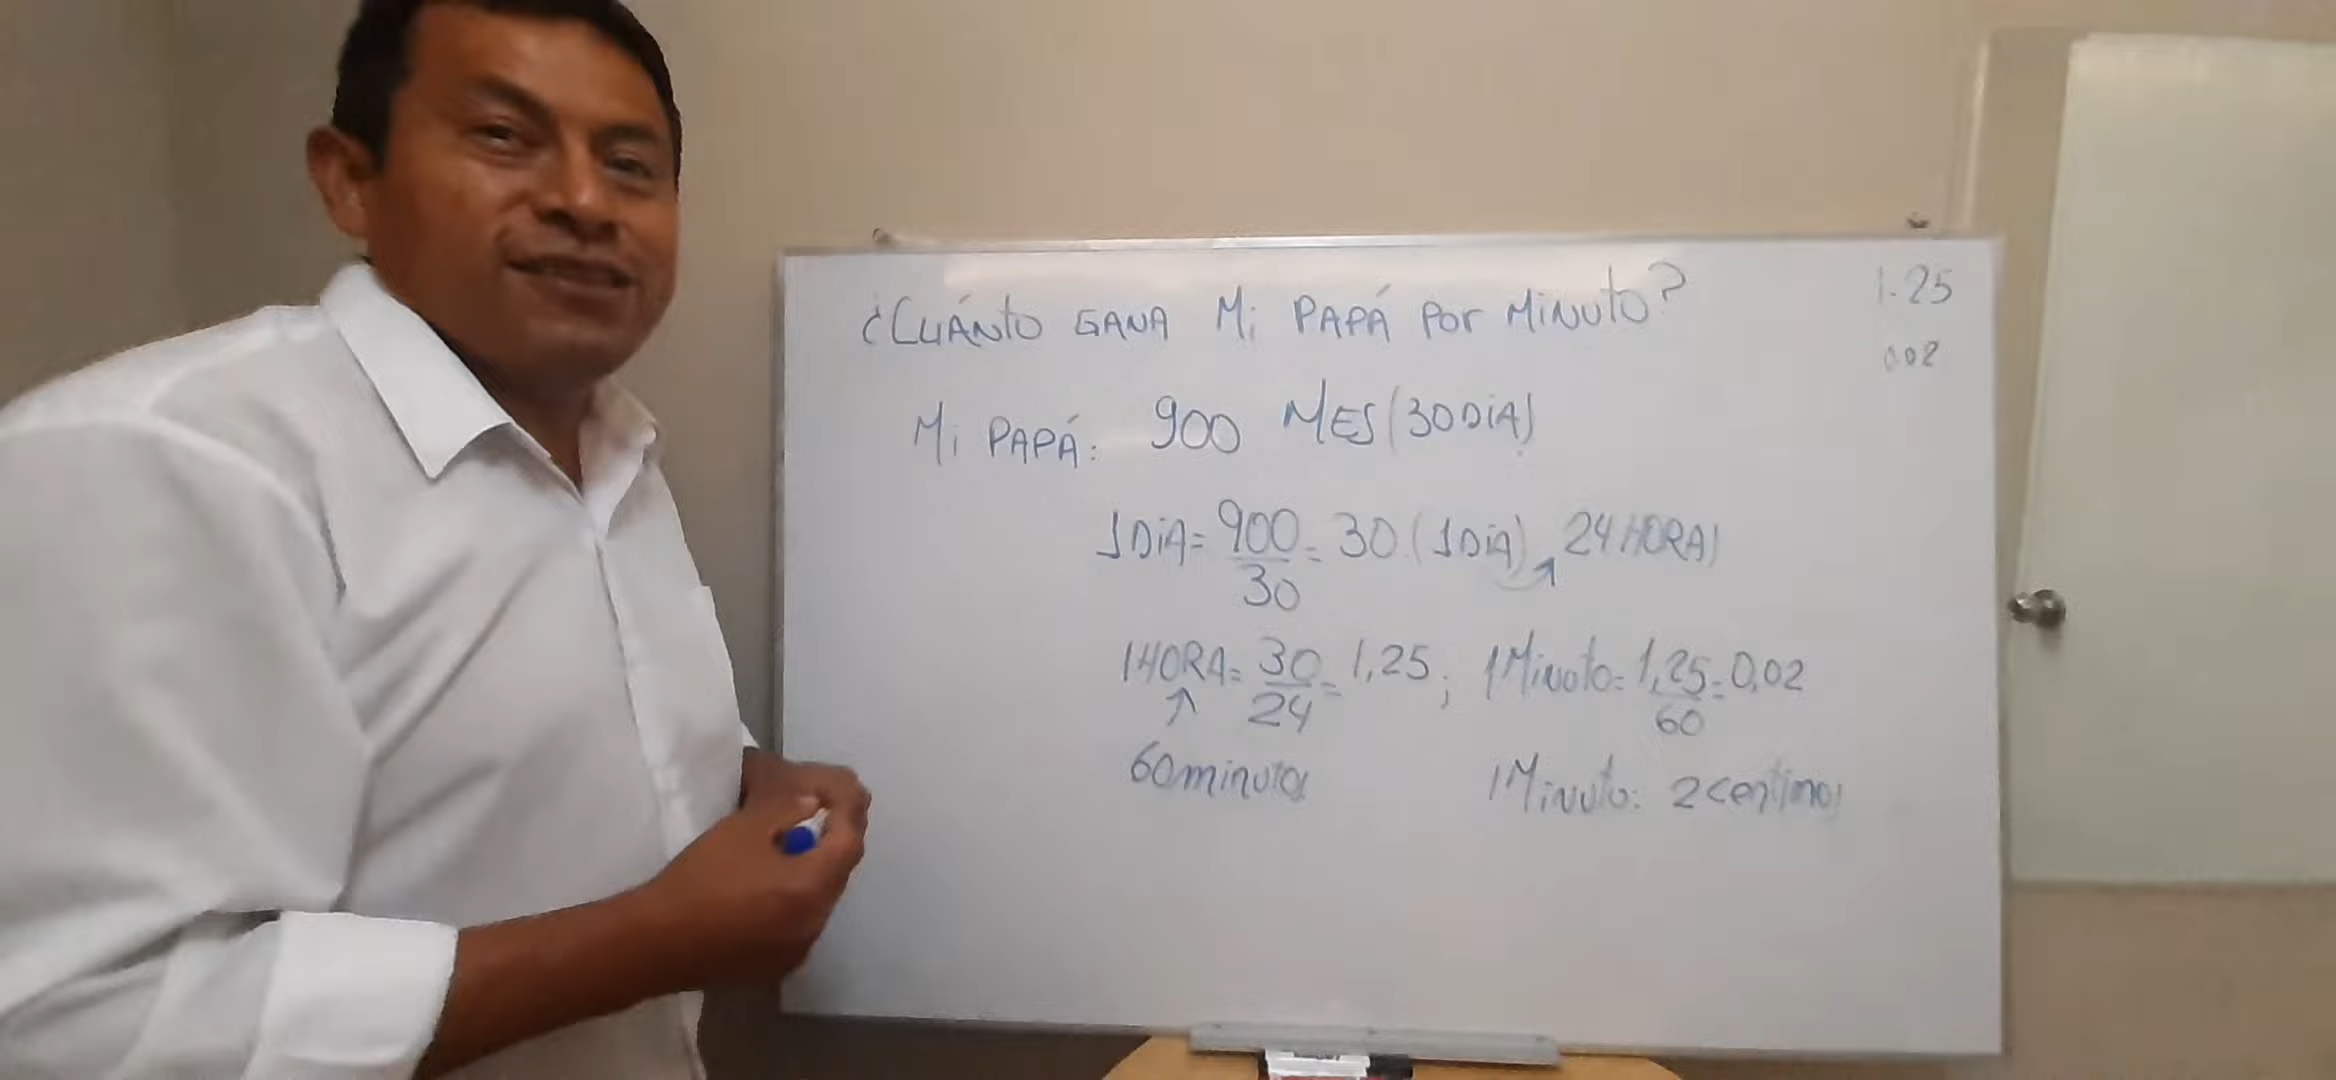 ¿CUÁNTO GANA Mi PAPÁ POR MiNUTO?
1.25
0.02
Mi PAPÁ: 900 MES (30 DiA)
1 DiA = 900/30 = 30 (1 DiA) ↗ 24 HORAS
1 HORA = 30/24 = 1,25; 1 Minuto = 1,25/60 = 0,02
↑
60 minutos
1 Minuto: 2 centimos